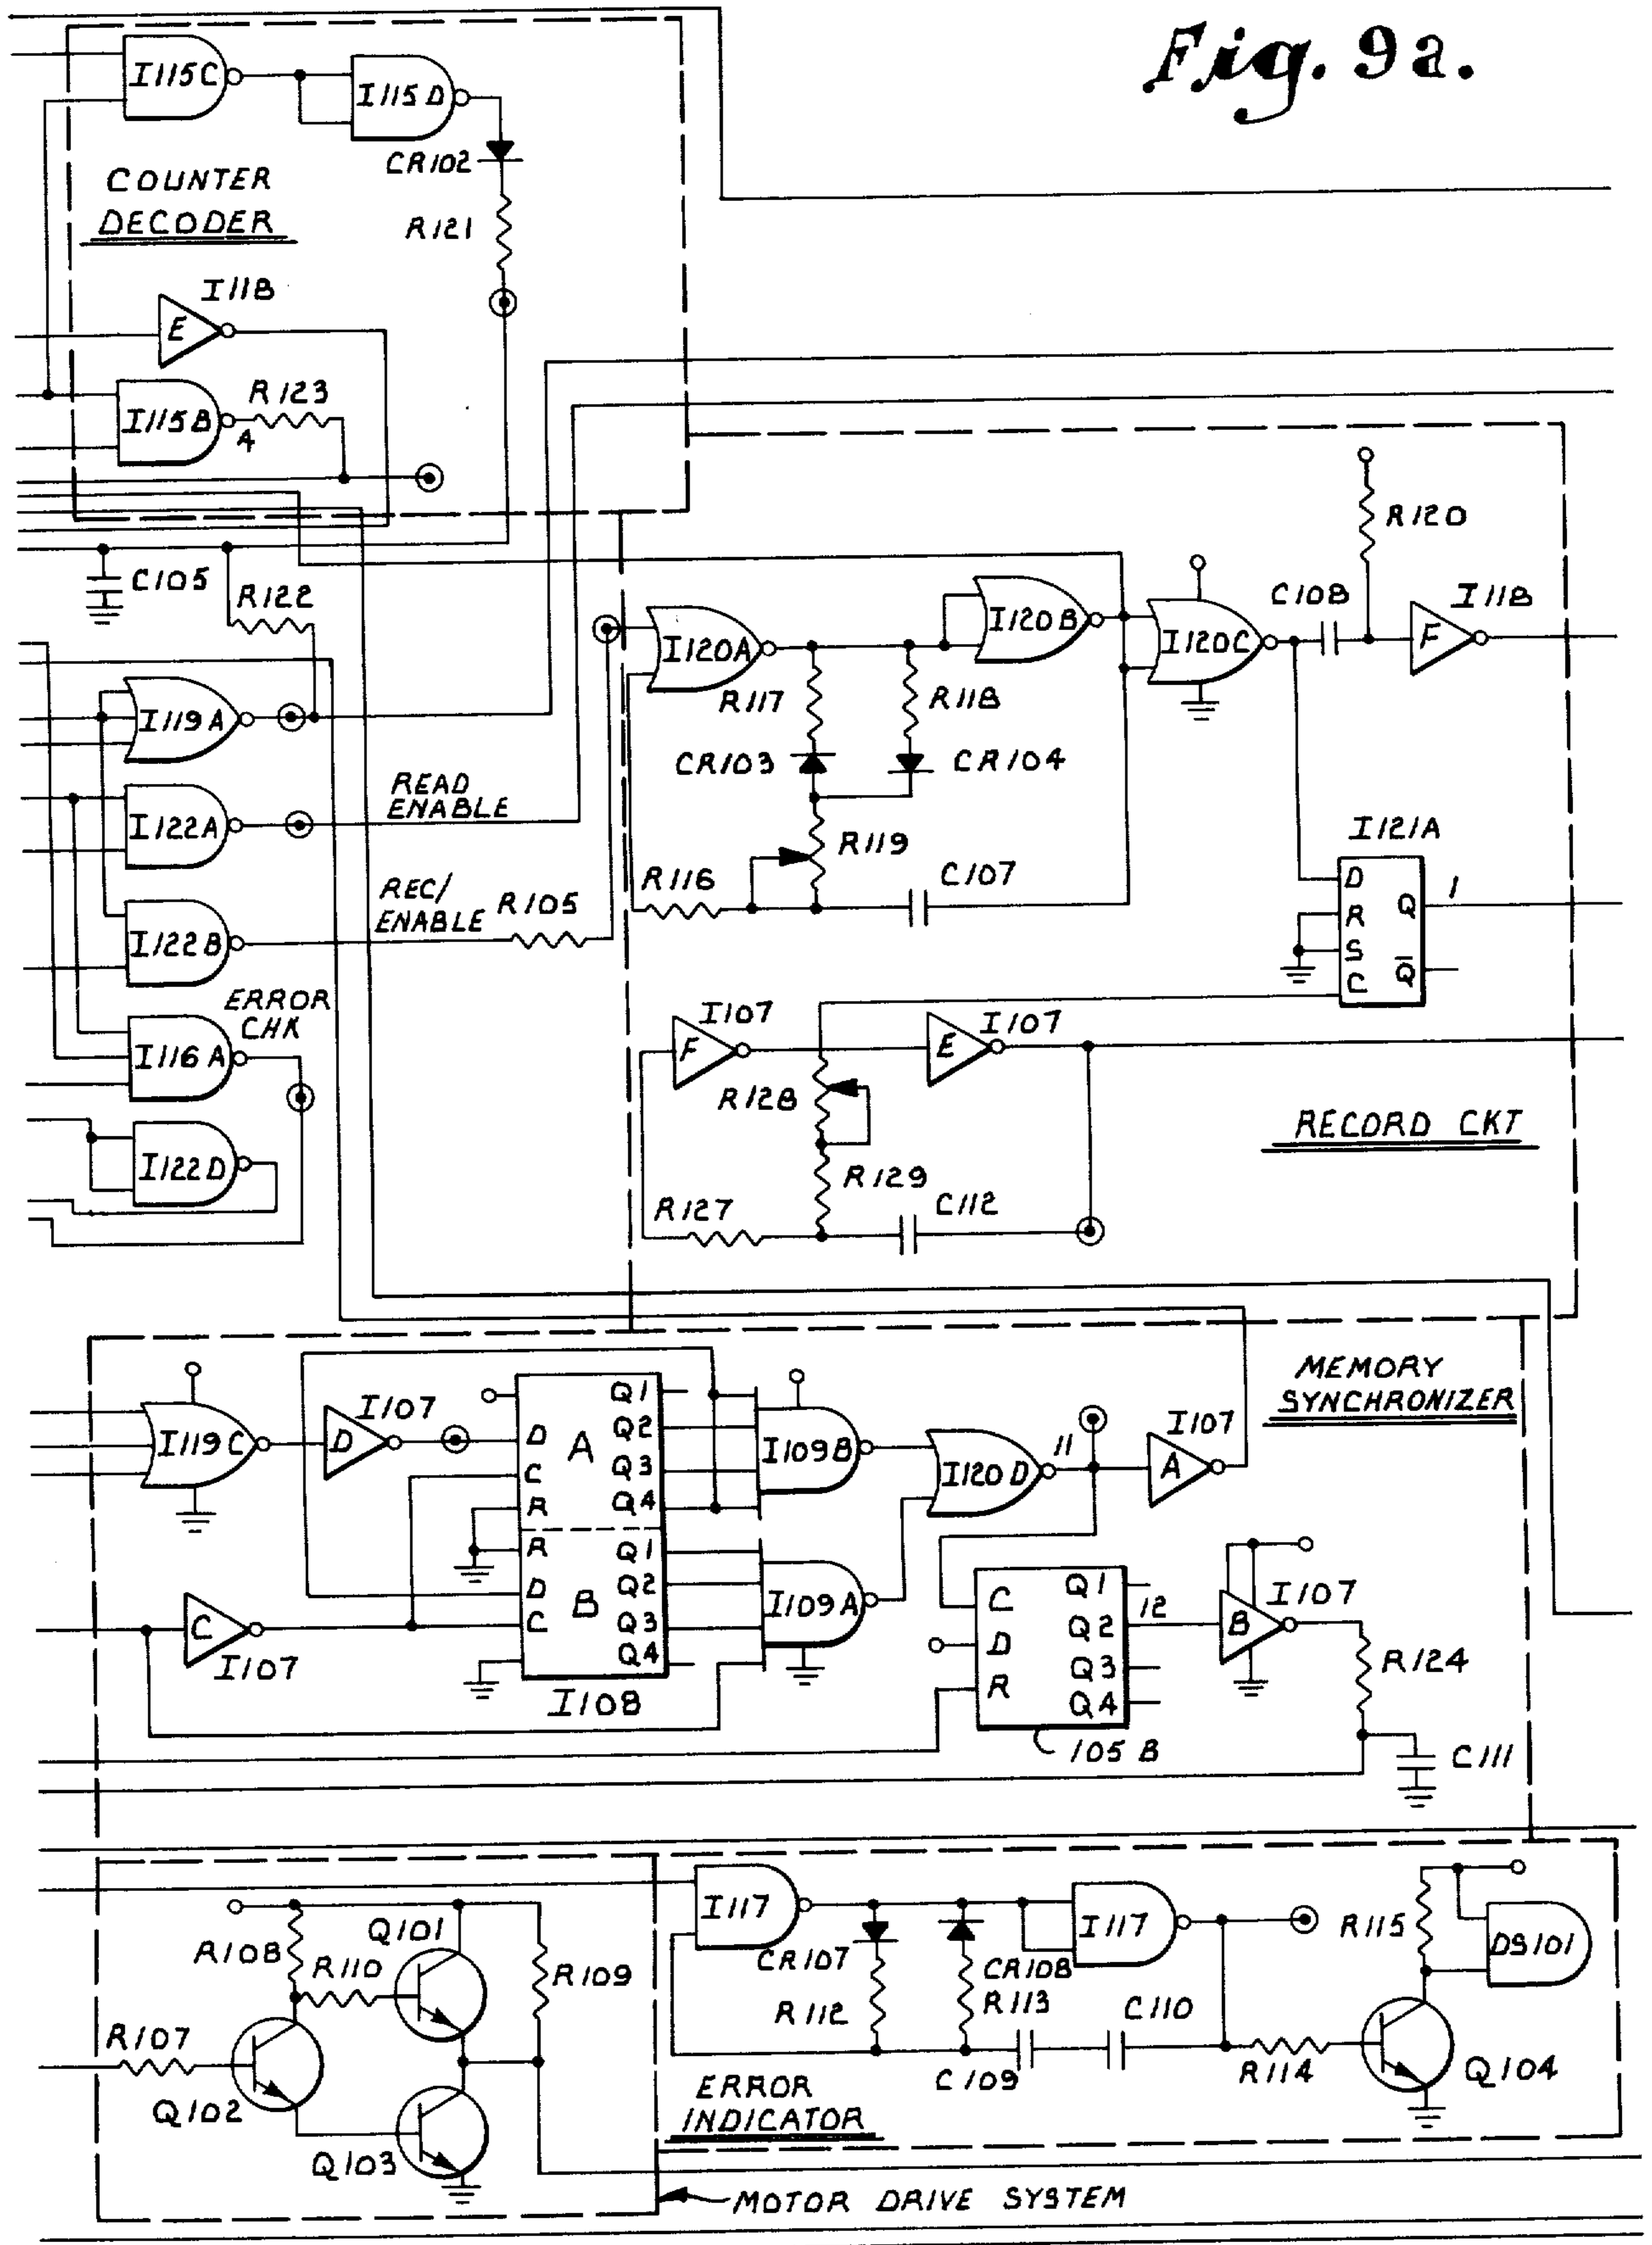 Fig. 9a.
I115C
I115D
CR102
COUNTER
DECODER
R121
I118
E
R123
I115B
A
R120
C105
R122
C108
I118
I120A
I120B
I120C
F
R117
R118
I119A
CR103
CR104
READ
ENABLE
I122A
I121A
R119
R116
C107
D
R
S
C
Q
1
Q̅
REC/
ENABLE
R105
I122B
ERROR
CHK
I107
F
I107
E
I116A
R128
RECORD CKT
I122D
R129
R127
C112
MEMORY
SYNCHRONIZER
I107
I119C
D
D
C
R
A
Q1
Q2
Q3
Q4
I109B
I120D
11
I107
A
R
D
C
B
Q1
Q2
Q3
Q4
I109A
C
I107
I108
C
D
R
Q1
Q2
Q3
Q4
12
I107
B
R124
105B
C111
I117
I117
R115
DS101
Q101
R108
R110
R109
CR107
CR108
R112
R113
C110
R107
C109
R114
Q104
Q102
ERROR
INDICATOR
Q103
MOTOR DRIVE SYSTEM